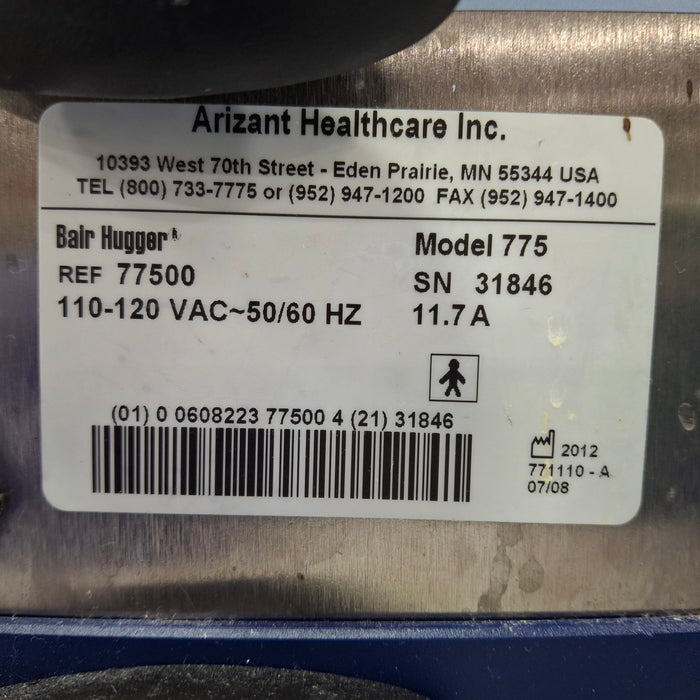 Arizant Healthcare Inc.
10393 West 70th Street - Eden Prairie, MN 55344 USA
TEL (800) 733-7775 or (952) 947-1200 FAX (952) 947-1400
Bair Hugger® Model 775
REF 77500 SN 31846
110-120 VAC~50/60 HZ 11.7 A
(01) 0 0608223 77500 4 (21) 31846
2012
771110 - A
07/08